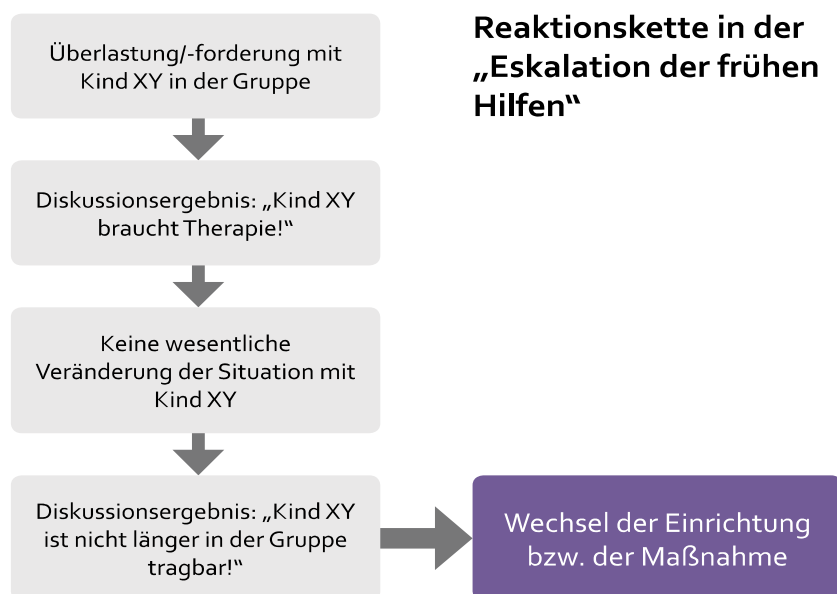 Reaktionskette in der
„Eskalation der frühen
Hilfen“
Überlastung/-forderung mit
Kind XY in der Gruppe
Diskussionsergebnis: „Kind XY
braucht Therapie!“
Keine wesentliche
Veränderung der Situation mit
Kind XY
Diskussionsergebnis: „Kind XY
ist nicht länger in der Gruppe
tragbar!“
Wechsel der Einrichtung
bzw. der Maßnahme